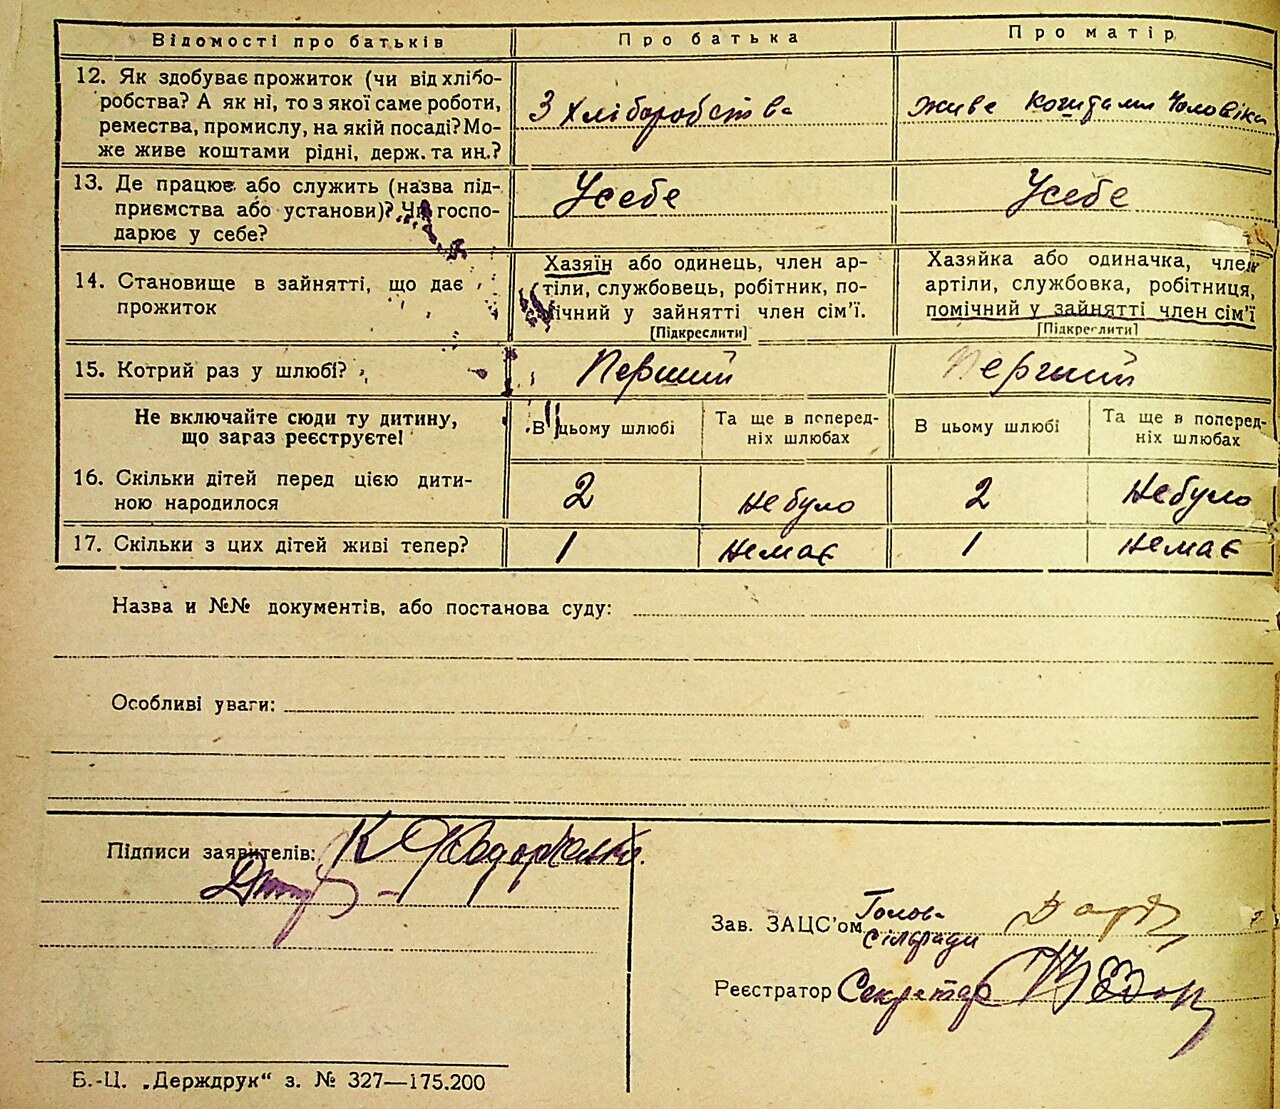 Відомості про батьків
Про батька
Про матір
12. Як здобуває прожиток (чи від хлібо-
робства? А як ні, то з якої саме роботи,
ремества, промислу, на якій посаді? Мо-
же живе коштами рідні, держ. та ин.?
З хліборобства
живе коштами чоловіка
13. Де працює або служить (назва під-
приємства або установи)? Чи госпо-
дарює у себе?
Усебе
Усебе
14. Становище в зайнятті, що дає
прожиток
Хазяїн або одинець, член ар-
тіли, службовець, робітник, по-
мічний у зайнятті член сім'ї.
[Підкреслити]
Хазяйка або одиначка, член
артіли, службовка, робітниця,
помічний у зайнятті член сім'ї
[Підкреслити]
15. Котрий раз у шлюбі?
Перший
Перший
Не включайте сюди ту дитину,
що загаз реєструєте!
В цьому шлюбі
Та ще в поперед-
ніх шлюбах
В цьому шлюбі
Та ще в поперед-
ніх шлюбах
16. Скільки дітей перед цією дити-
ною народилося
2
небуло
2
небуло
17. Скільки з цих дітей живі тепер?
1
немає
1
немає
Назва и №№ документів, або постанова суду:
Особливі уваги:
Підписи заявителів:
Зав. ЗАЦС'ом Голов.
сільради
Реєстратор Секретар
Б.-Ц. „Держдрук“ з. № 327—175.200